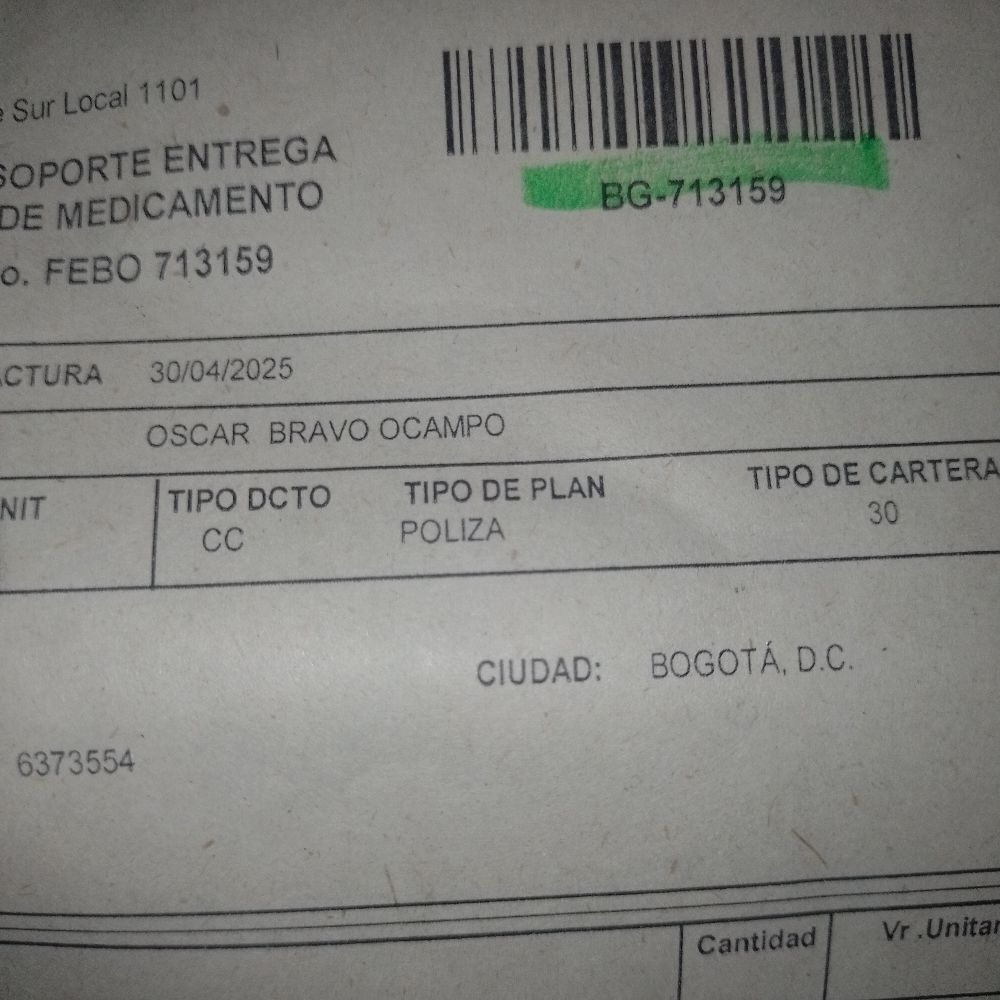 Sur Local 1101
SOPORTE ENTREGA
DE MEDICAMENTO
o. FEBO 713159
BG-713159
ACTURA 30/04/2025
OSCAR BRAVO OCAMPO
NIT TIPO DCTO TIPO DE PLAN TIPO DE CARTERA
CC POLIZA 30
CIUDAD: BOGOTÁ, D.C.
6373554
Cantidad Vr .Unitar